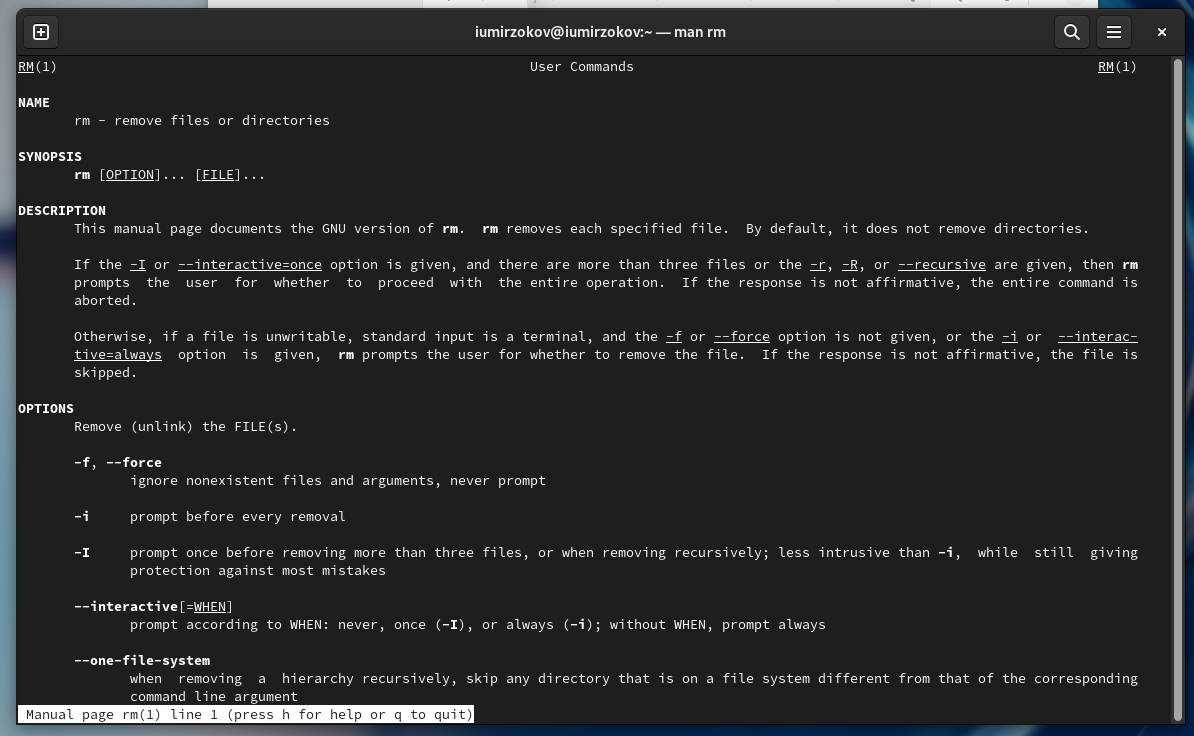 iumirzokov@iumirzokov:~ — man rm
RM(1) User Commands RM(1)
NAME
rm - remove files or directories
SYNOPSIS
rm [OPTION]... [FILE]...
DESCRIPTION
This manual page documents the GNU version of rm. rm removes each specified file. By default, it does not remove directories.
If the -I or --interactive=once option is given, and there are more than three files or the -r, -R, or --recursive are given, then rm
prompts the user for whether to proceed with the entire operation. If the response is not affirmative, the entire command is
aborted.
Otherwise, if a file is unwritable, standard input is a terminal, and the -f or --force option is not given, or the -i or --interac-
tive=always option is given, rm prompts the user for whether to remove the file. If the response is not affirmative, the file is
skipped.
OPTIONS
Remove (unlink) the FILE(s).
-f, --force
ignore nonexistent files and arguments, never prompt
-i prompt before every removal
-I prompt once before removing more than three files, or when removing recursively; less intrusive than -i, while still giving
protection against most mistakes
--interactive[=WHEN]
prompt according to WHEN: never, once (-I), or always (-i); without WHEN, prompt always
--one-file-system
when removing a hierarchy recursively, skip any directory that is on a file system different from that of the corresponding
command line argument
Manual page rm(1) line 1 (press h for help or q to quit)